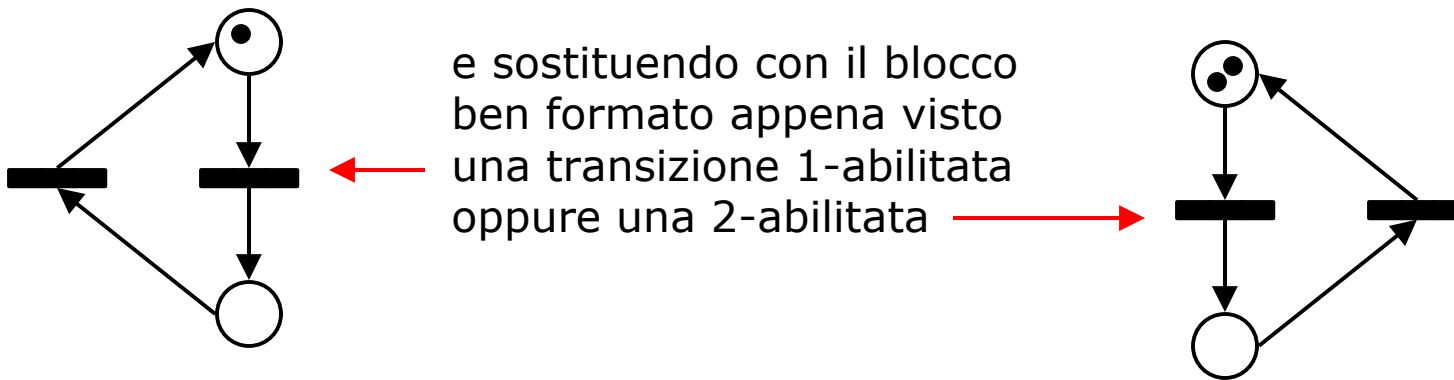 e sostituendo con il blocco
ben formato appena visto
una transizione 1-abilitata
oppure una 2-abilitata